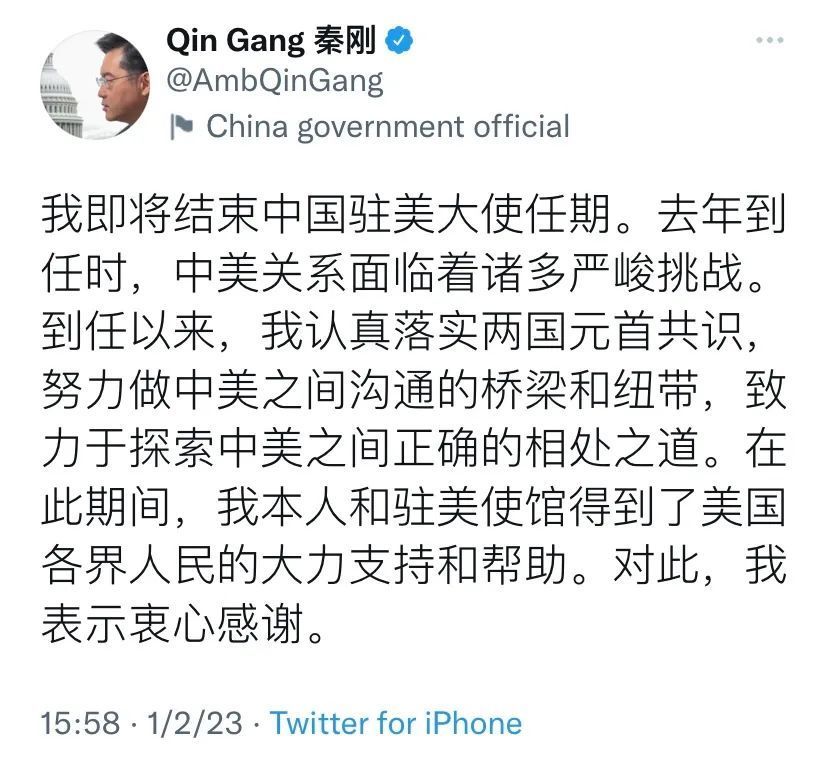 Qin Gang 秦刚
@AmbQinGang
China government official
我即将结束中国驻美大使任期。去年到
任时，中美关系面临着诸多严峻挑战。
到任以来，我认真落实两国元首共识，
努力做中美之间沟通的桥梁和纽带，致
力于探索中美之间正确的相处之道。在
此期间，我本人和驻美使馆得到了美国
各界人民的大力支持和帮助。对此，我
表示衷心感谢。
15:58 · 1/2/23 · Twitter for iPhone